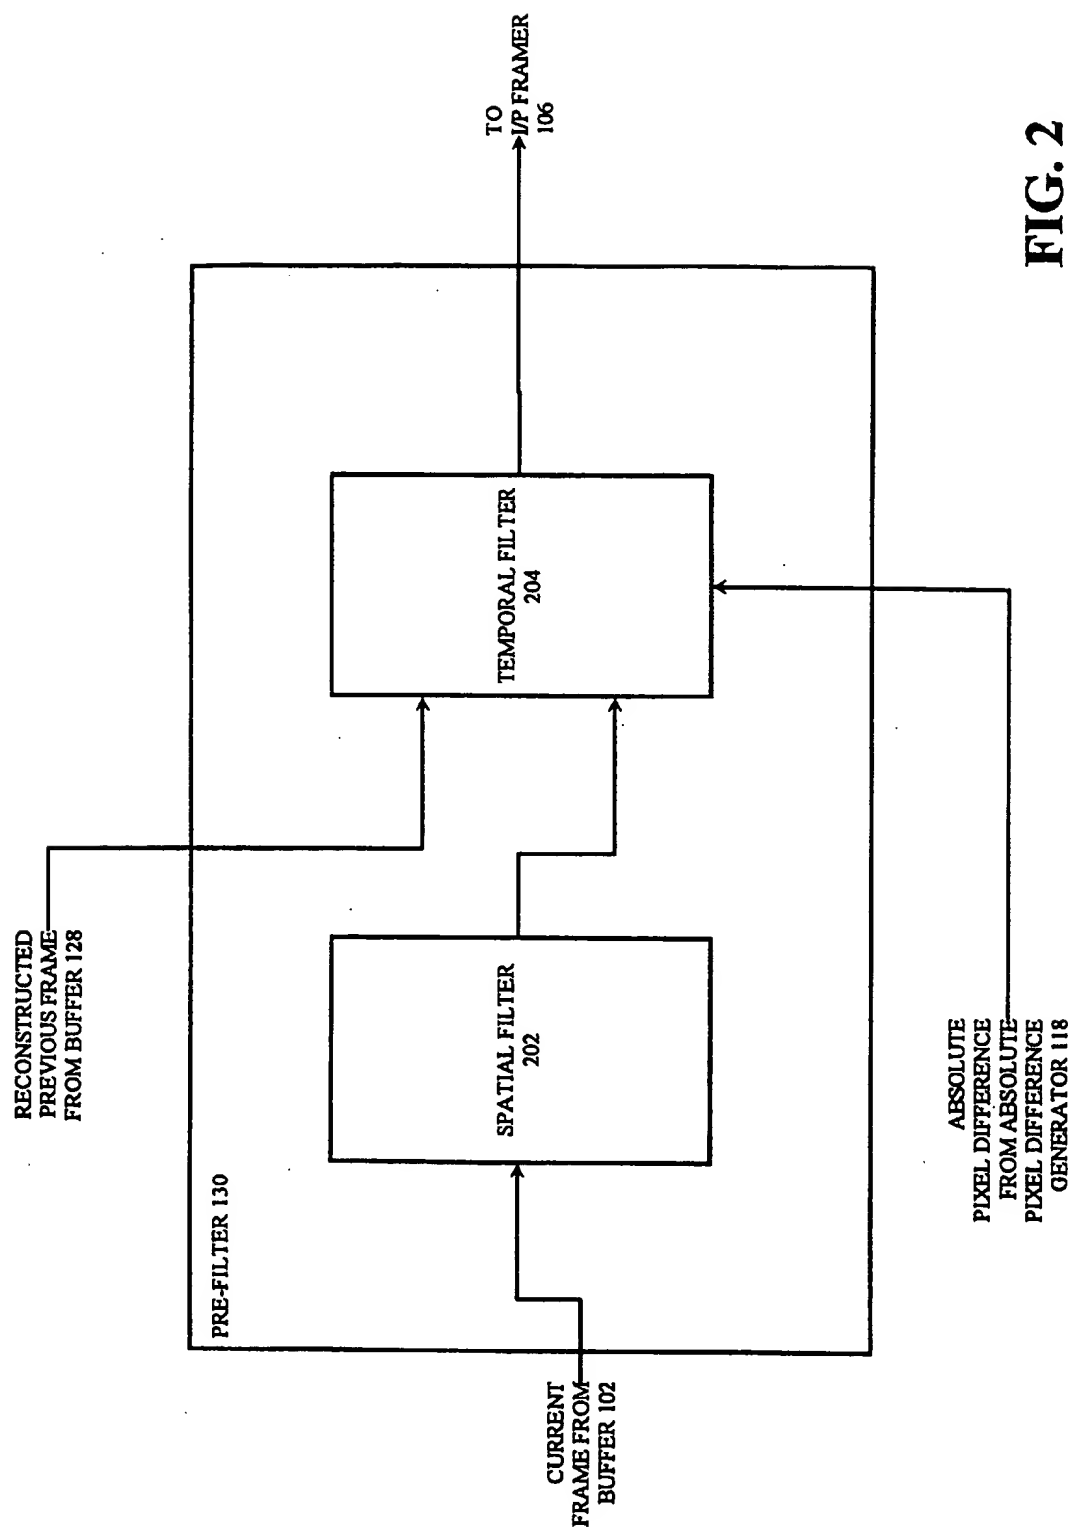 RECONSTRUCTED
PREVIOUS FRAME
FROM BUFFER 128
PRE-FILTER 130
CURRENT
FRAME FROM
BUFFER 102
SPATIAL FILTER
202
TEMPORAL FILTER
204
TO
I/P FRAMER
106
ABSOLUTE
PIXEL DIFFERENCE
FROM ABSOLUTE
PIXEL DIFFERENCE
GENERATOR 118
FIG. 2